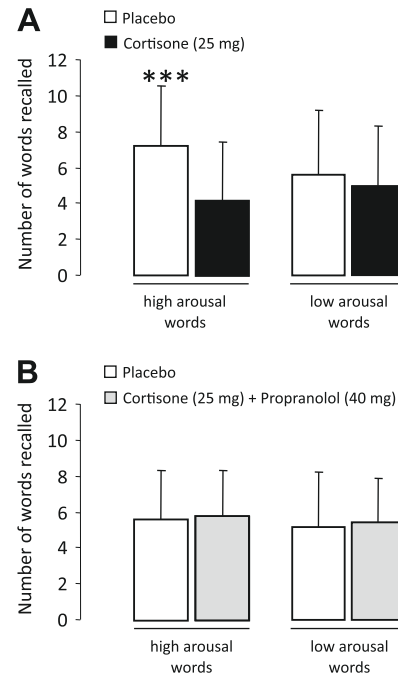 A
Placebo
Cortisone (25 mg)
Number of words recalled
12
10
8
6
4
2
0
***
high arousal
words
low arousal
words
B
Placebo
Cortisone (25 mg) + Propranolol (40 mg)
Number of words recalled
12
10
8
6
4
2
0
high arousal
words
low arousal
words